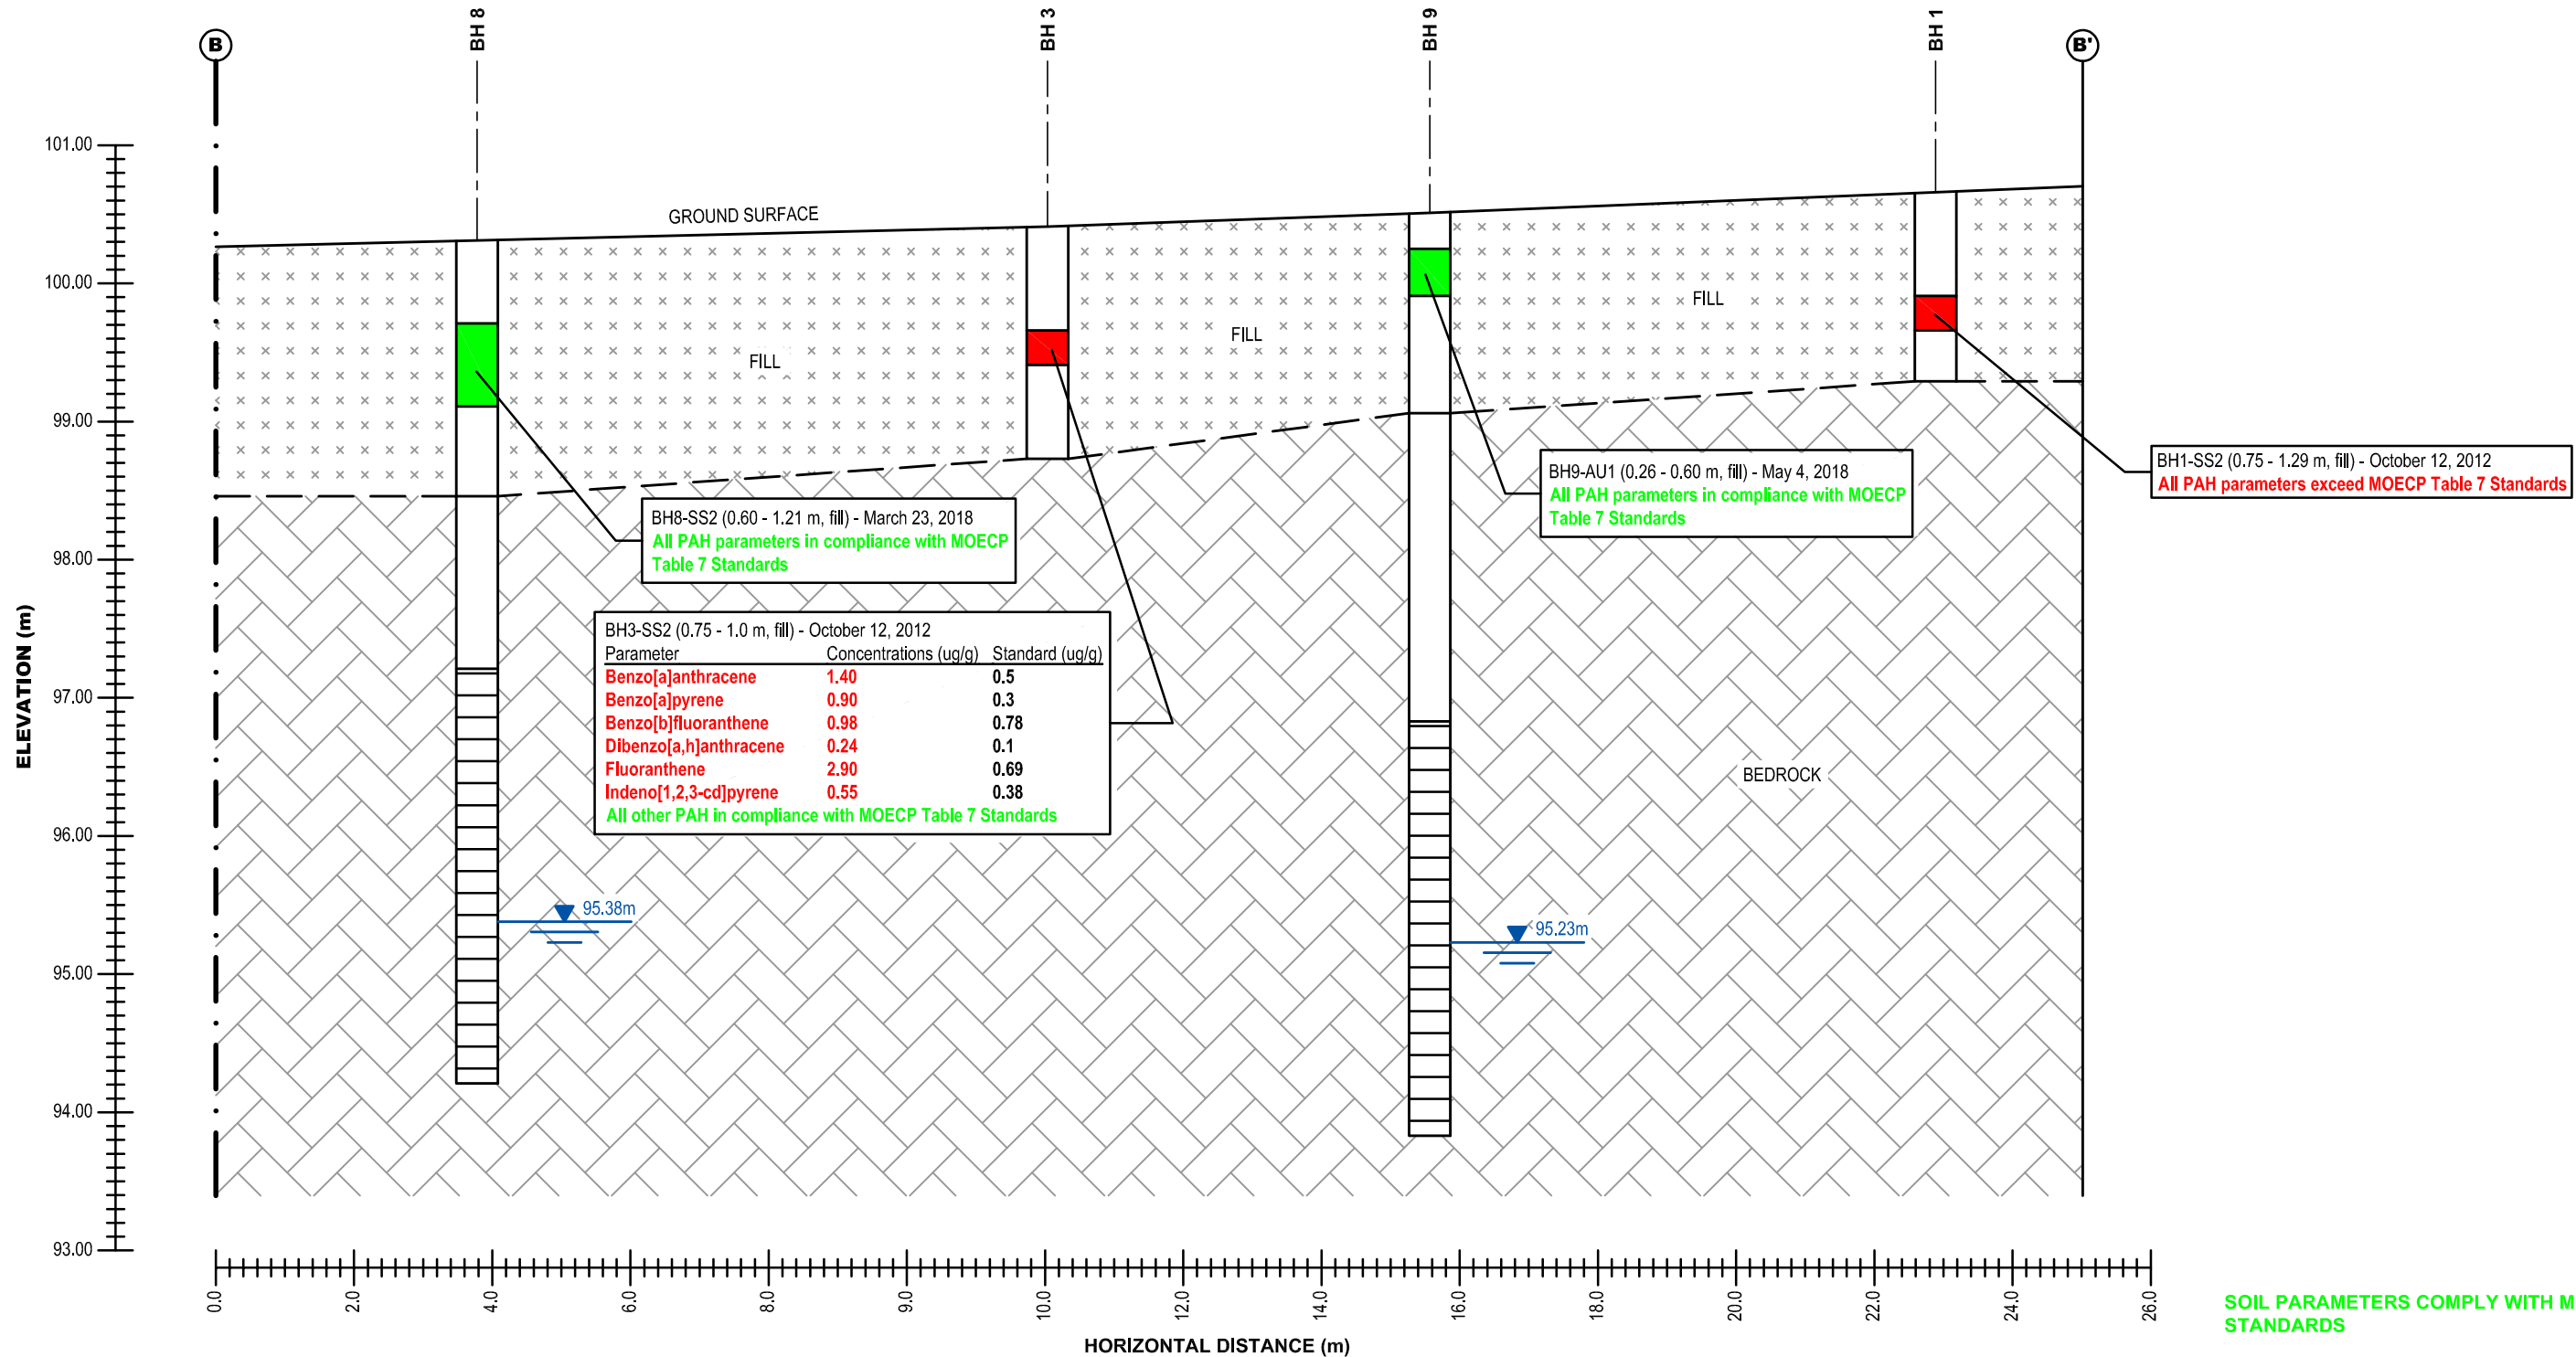 B
BH 8
BH 3
BH 9
BH 1
B'
101.00
100.00
99.00
98.00
97.00
96.00
95.00
94.00
93.00
ELEVATION (m)
GROUND SURFACE
FILL
FILL
FILL
BH8-SS2 (0.60 - 1.21 m, fill) - March 23, 2018
All PAH parameters in compliance with MOECP
Table 7 Standards
BH9-AU1 (0.26 - 0.60 m, fill) - May 4, 2018
All PAH parameters in compliance with MOECP
Table 7 Standards
BH1-SS2 (0.75 - 1.29 m, fill) - October 12, 2012
All PAH parameters exceed MOECP Table 7 Standards
BH3-SS2 (0.75 - 1.0 m, fill) - October 12, 2012
Parameter Concentrations (ug/g) Standard (ug/g)
Benzo[a]anthracene 1.40 0.5
Benzo[a]pyrene 0.90 0.3
Benzo[b]fluoranthene 0.98 0.78
Dibenzo[a,h]anthracene 0.24 0.1
Fluoranthene 2.90 0.69
Indeno[1,2,3-cd]pyrene 0.55 0.38
All other PAH in compliance with MOECP Table 7 Standards
BEDROCK
95.38m
95.23m
0.0 2.0 4.0 6.0 8.0 9.0 10.0 12.0 14.0 16.0 18.0 20.0 22.0 24.0 26.0
HORIZONTAL DISTANCE (m)
SOIL PARAMETERS COMPLY WITH M
STANDARDS